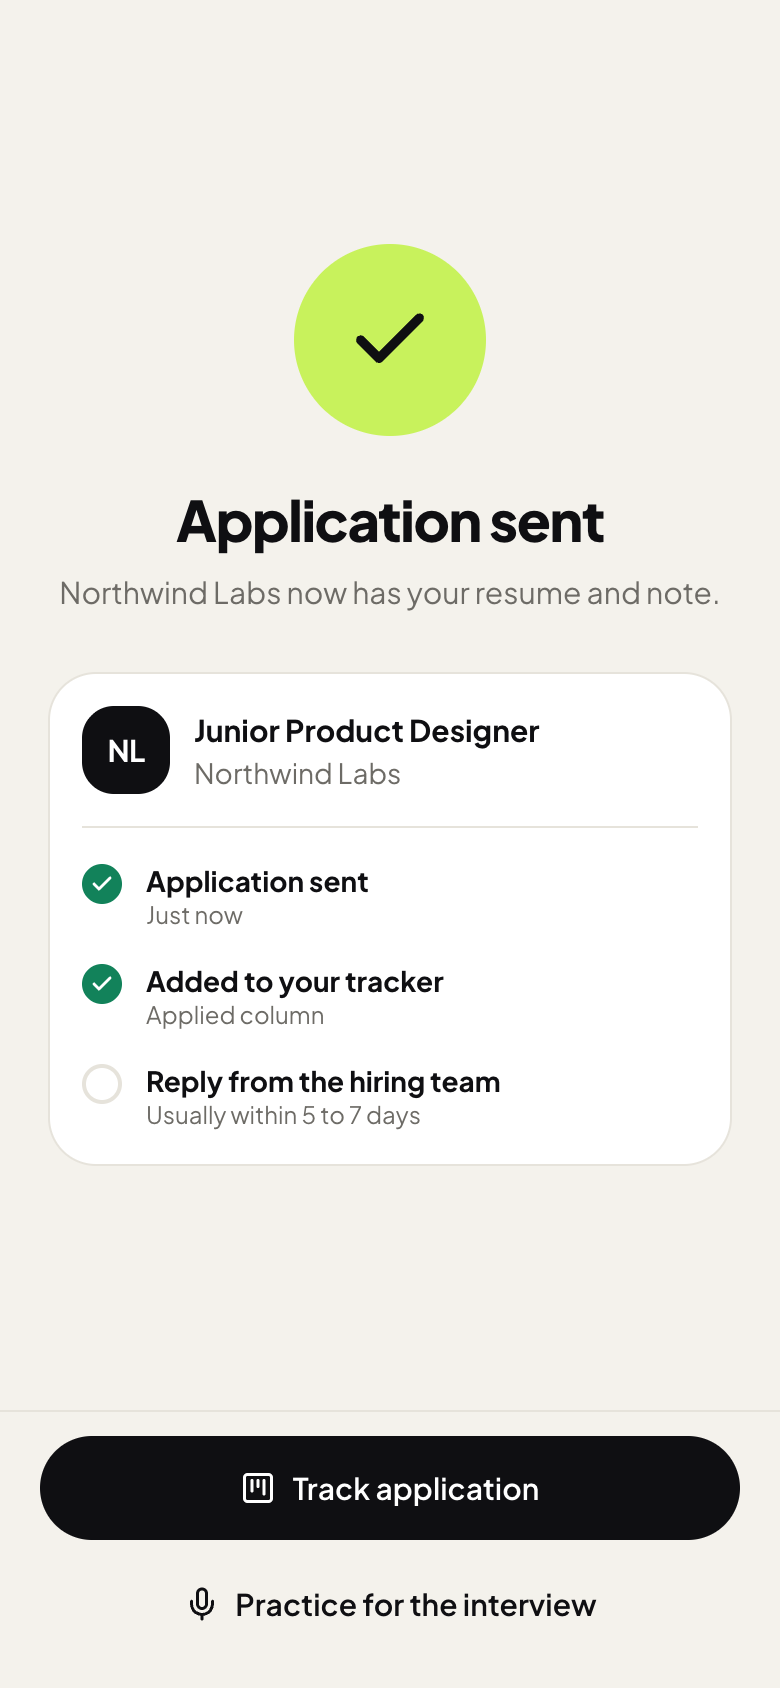 Application sent
Northwind Labs now has your resume and note.
NL
Junior Product Designer
Northwind Labs
Application sent
Just now
Added to your tracker
Applied column
Reply from the hiring team
Usually within 5 to 7 days
Track application
Practice for the interview